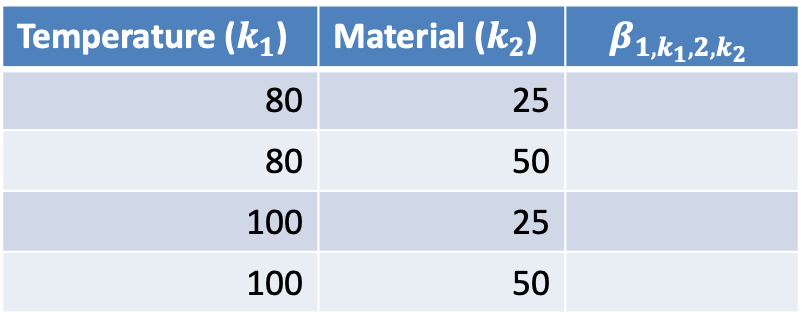 Temperature (k₁) Material (k₂) β₁,ₖ₁,₂,ₖ₂
80 25
80 50
100 25
100 50